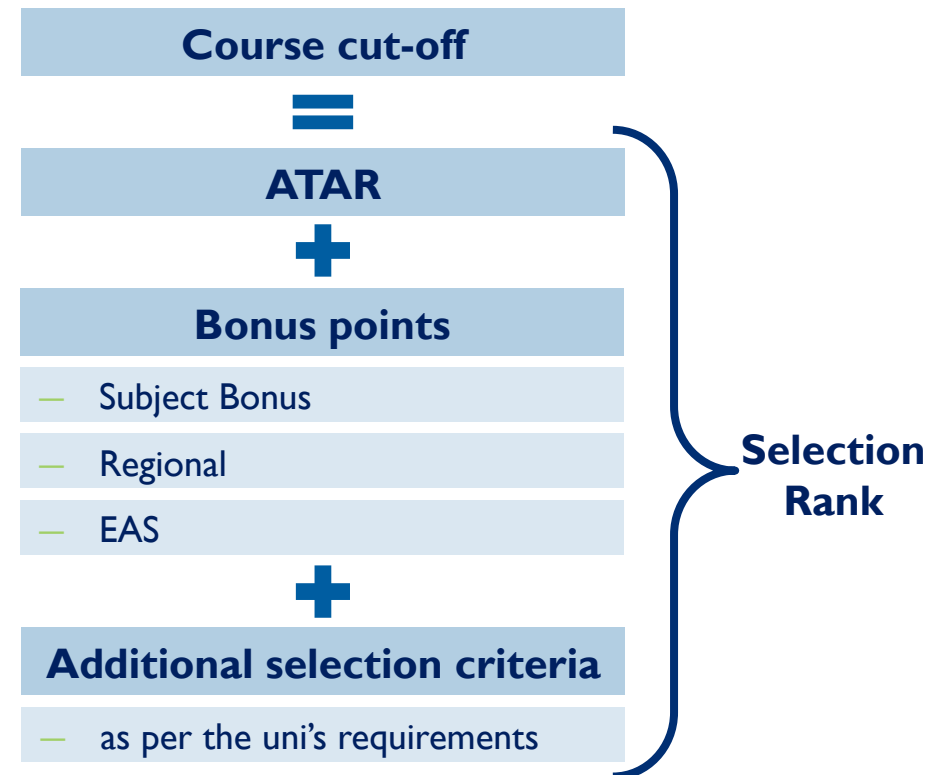 Course cut-off
=
ATAR
+
Bonus points
— Subject Bonus
— Regional
— EAS
+
Additional selection criteria
— as per the uni's requirements
Selection
Rank